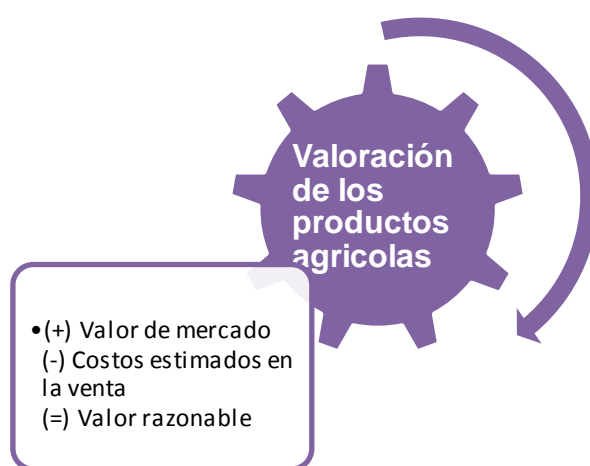 Valoración
de los
productos
agricolas
•(+) Valor de mercado
(-) Costos estimados en
la venta
(=) Valor razonable